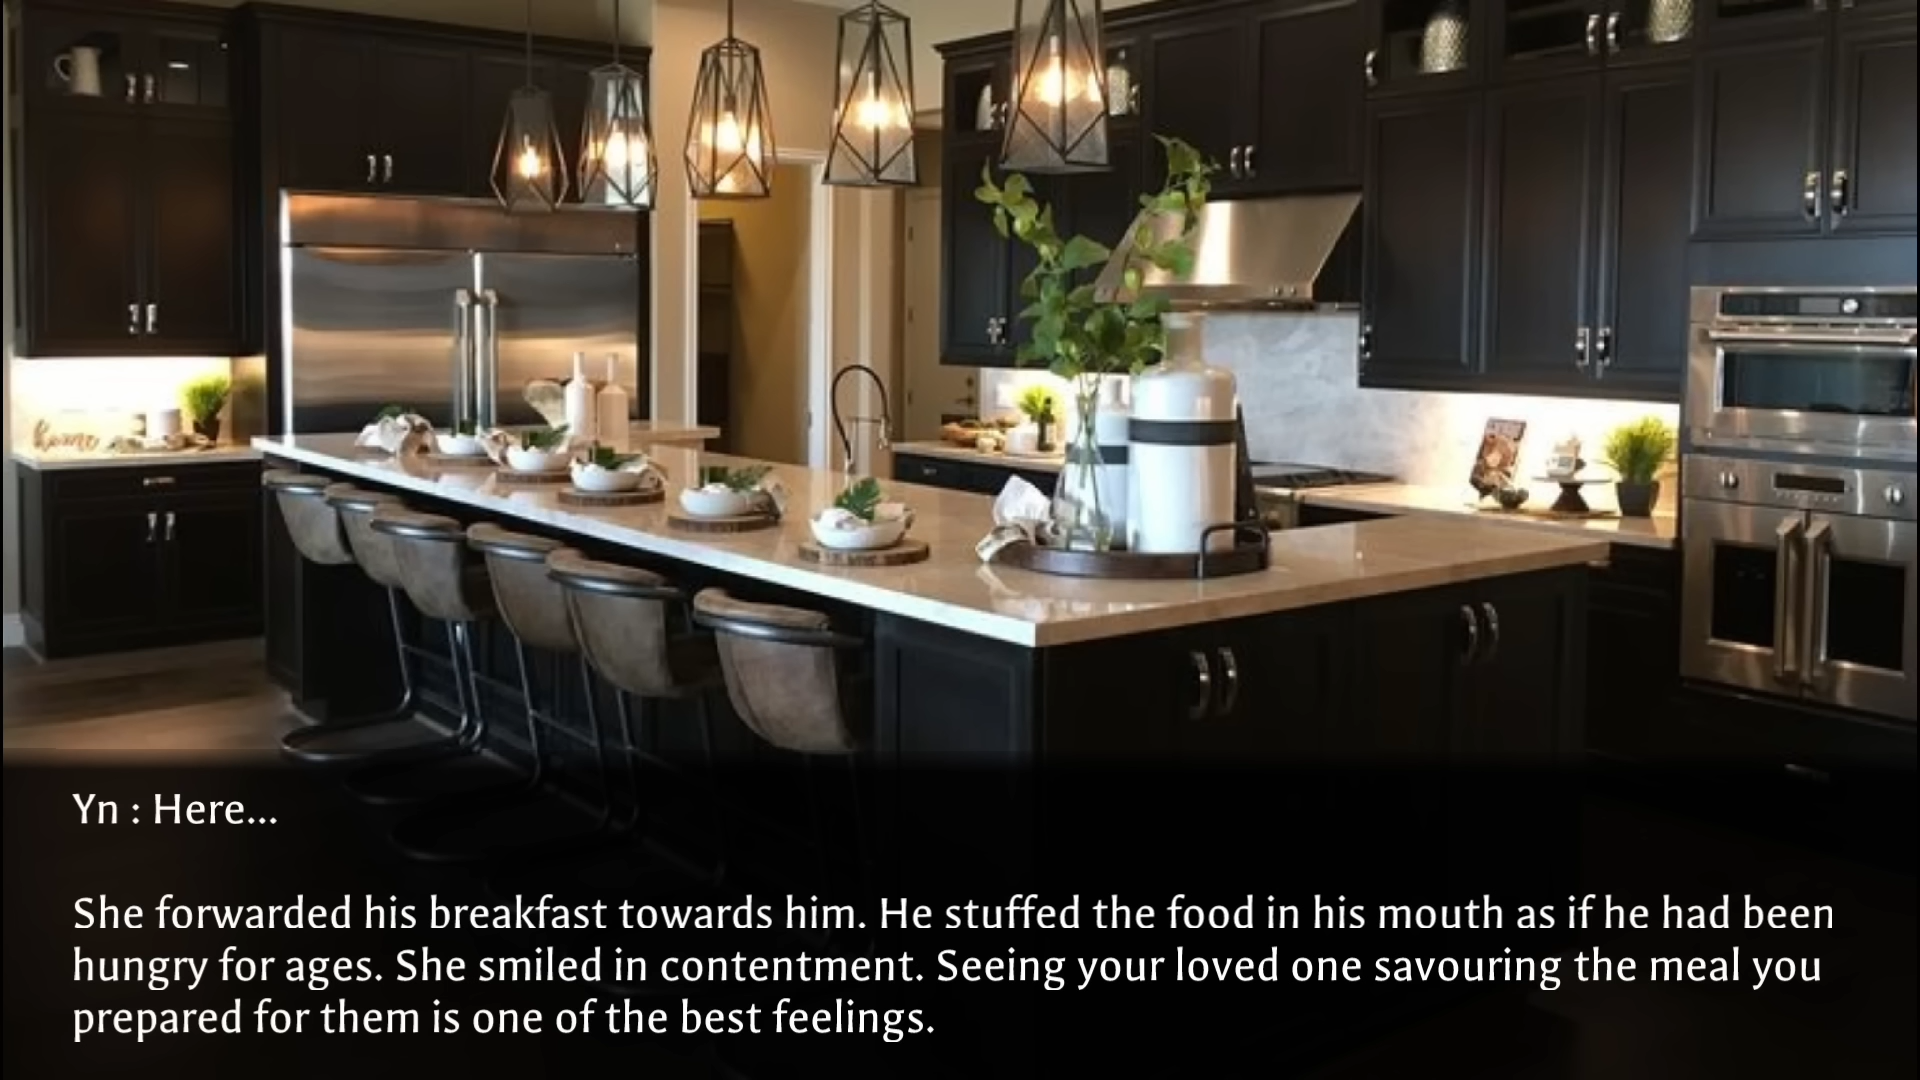 home
Yn : Here...
She forwarded his breakfast towards him. He stuffed the food in his mouth as if he had been
hungry for ages. She smiled in contentment. Seeing your loved one savouring the meal you
prepared for them is one of the best feelings.